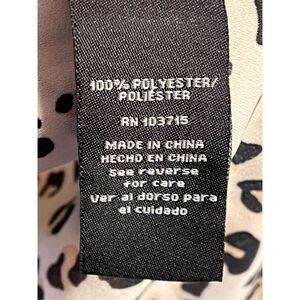 100% POLYESTER/
POLIÉSTER
RN 103715
MADE IN CHINA
HECHO EN CHINA
See reverse
for care
Ver al dorso para
el cuidado